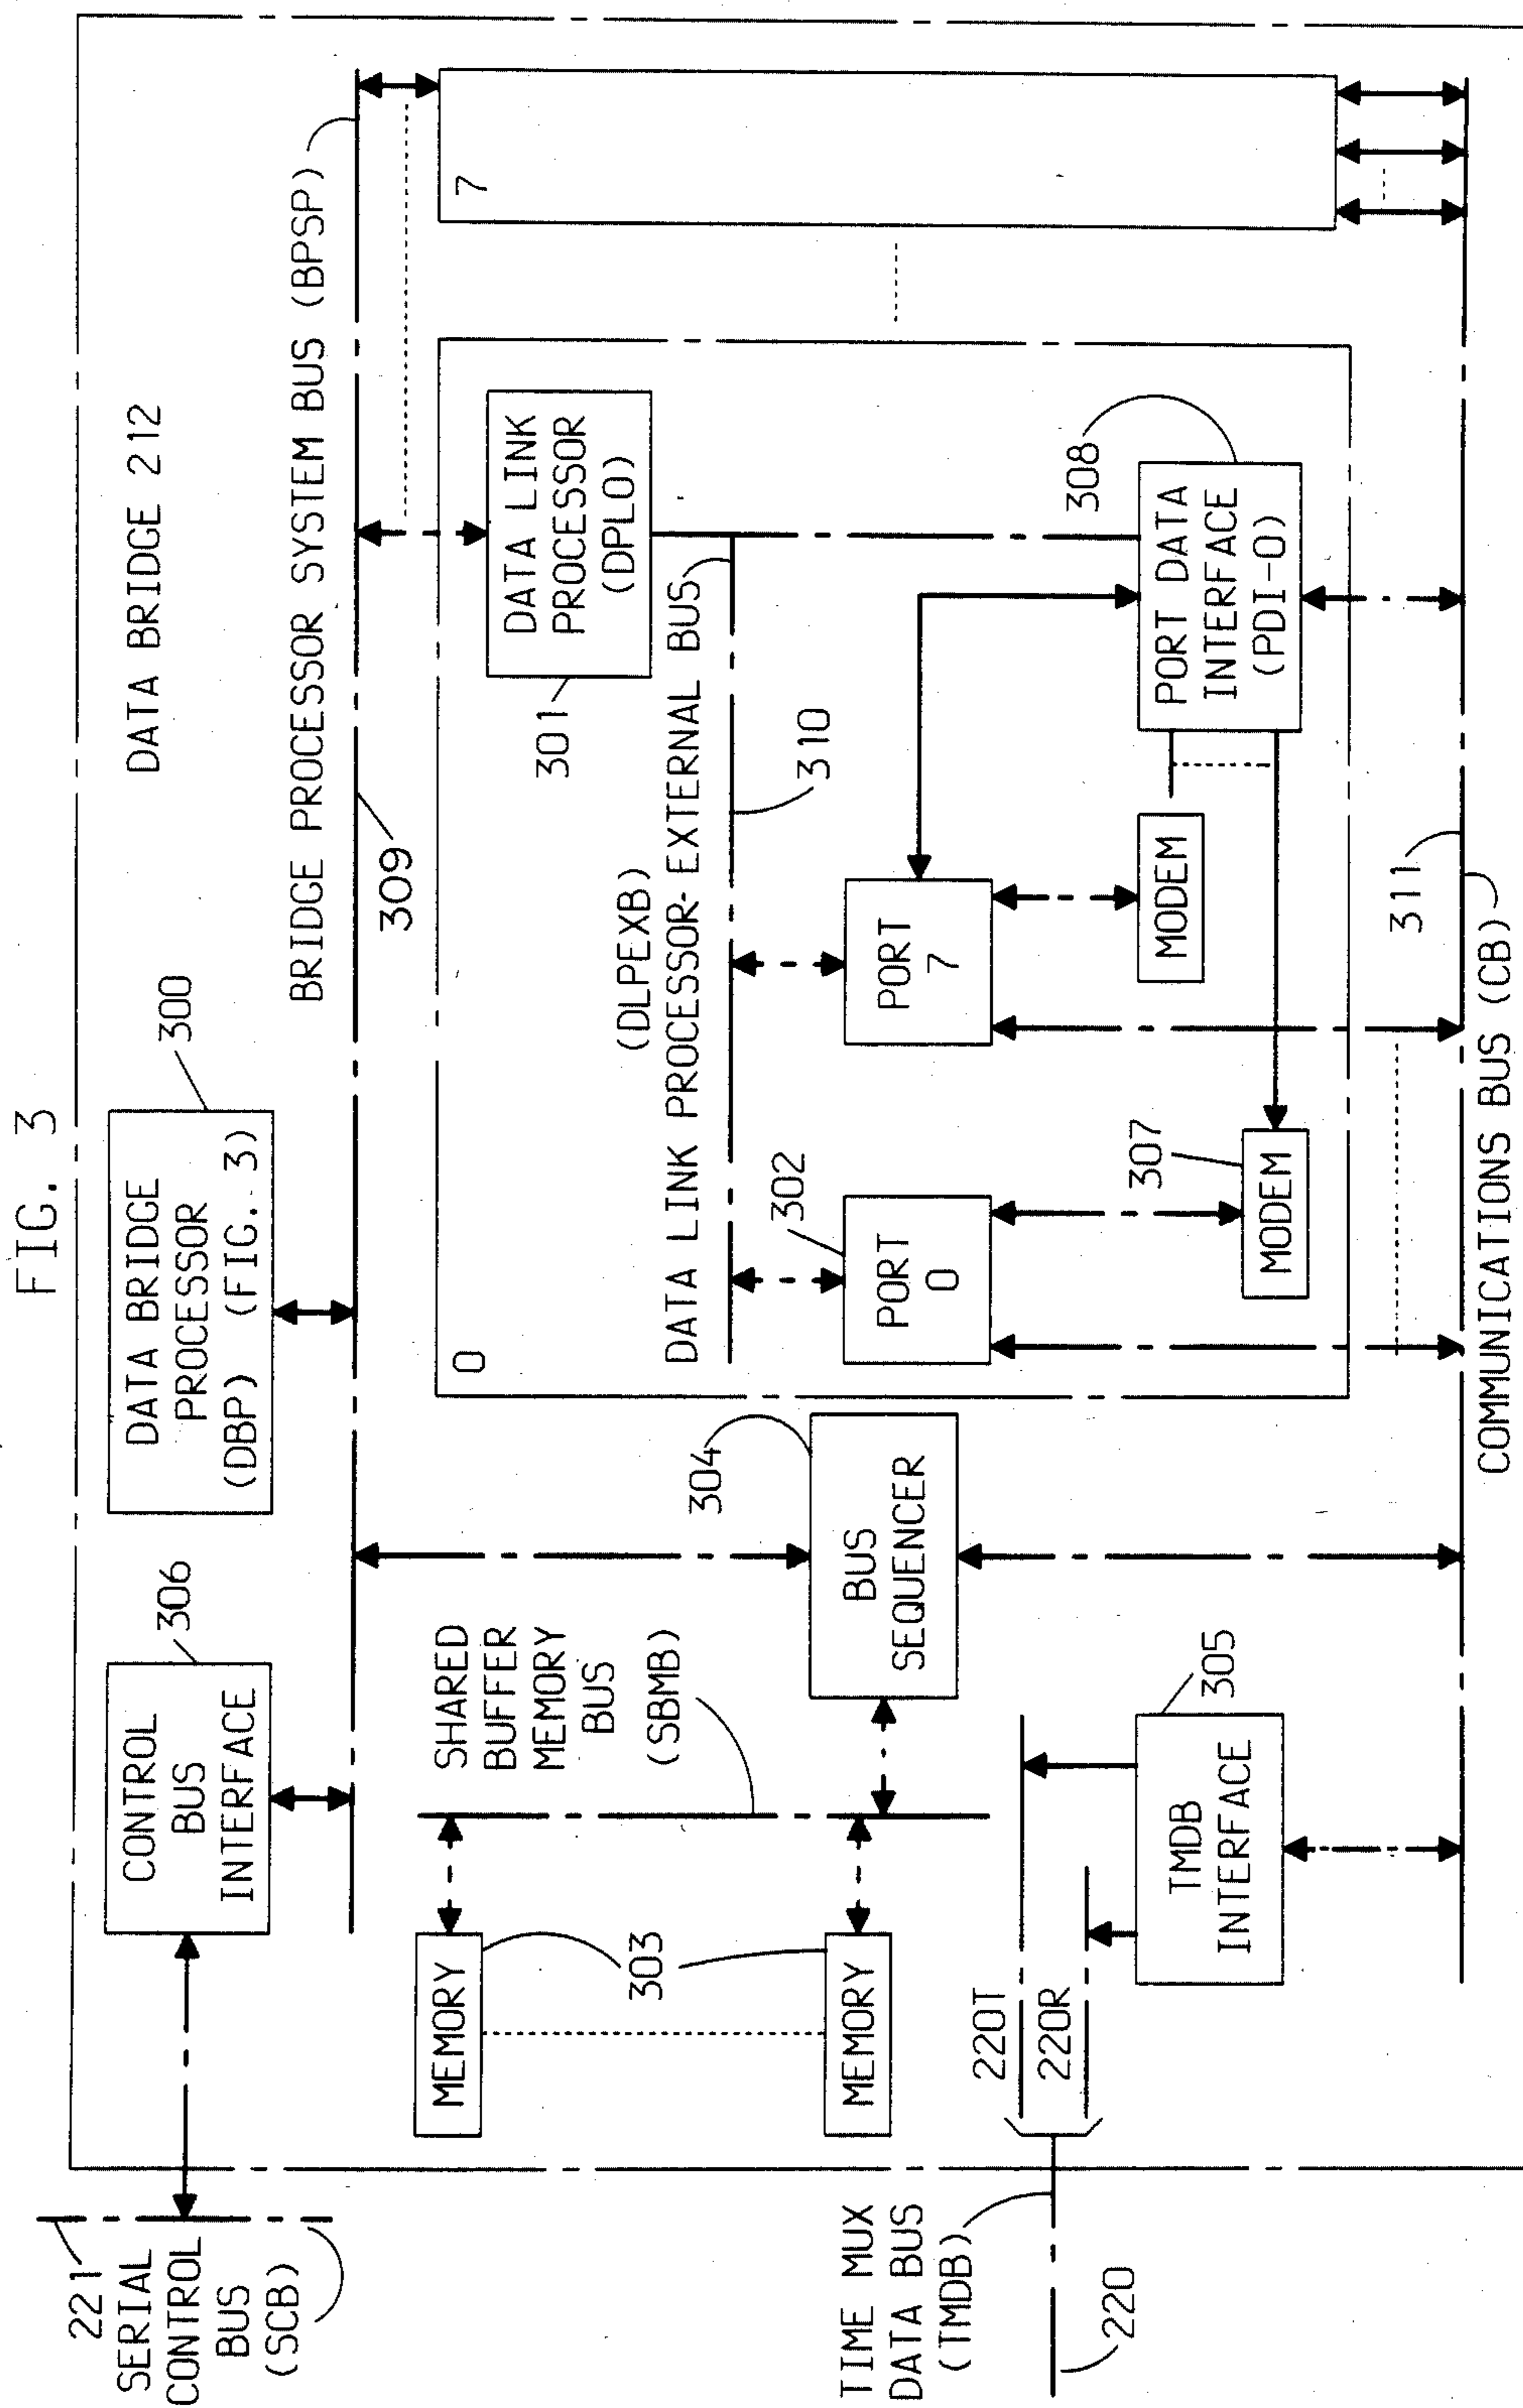 FIG. 3
221
SERIAL
CONTROL
BUS
(SCB)
CONTROL
BUS
INTERFACE
306
DATA BRIDGE
PROCESSOR
(DBP) (FIG. 3)
300
DATA BRIDGE 212
BRIDGE PROCESSOR SYSTEM BUS (BPSP)
309
MEMORY
303
MEMORY
SHARED
BUFFER
MEMORY
BUS
(SBMB)
304
BUS
SEQUENCER
0
DATA LINK
PROCESSOR
(DPL0)
301
(DLPEXB)
DATA LINK PROCESSOR-EXTERNAL BUS
310
302
PORT
0
PORT
7
307
MODEM
MODEM
308
PORT DATA
INTERFACE
(PDI-0)
7
TIME MUX
DATA BUS
(TMDB)
220
220T
220R
TMDB
INTERFACE
305
311
COMMUNICATIONS BUS (CB)